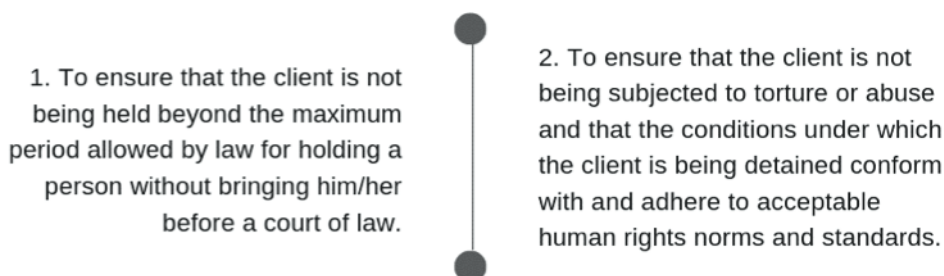 1. To ensure that the client is not
being held beyond the maximum
period allowed by law for holding a
person without bringing him/her
before a court of law.
2. To ensure that the client is not
being subjected to torture or abuse
and that the conditions under which
the client is being detained conform
with and adhere to acceptable
human rights norms and standards.